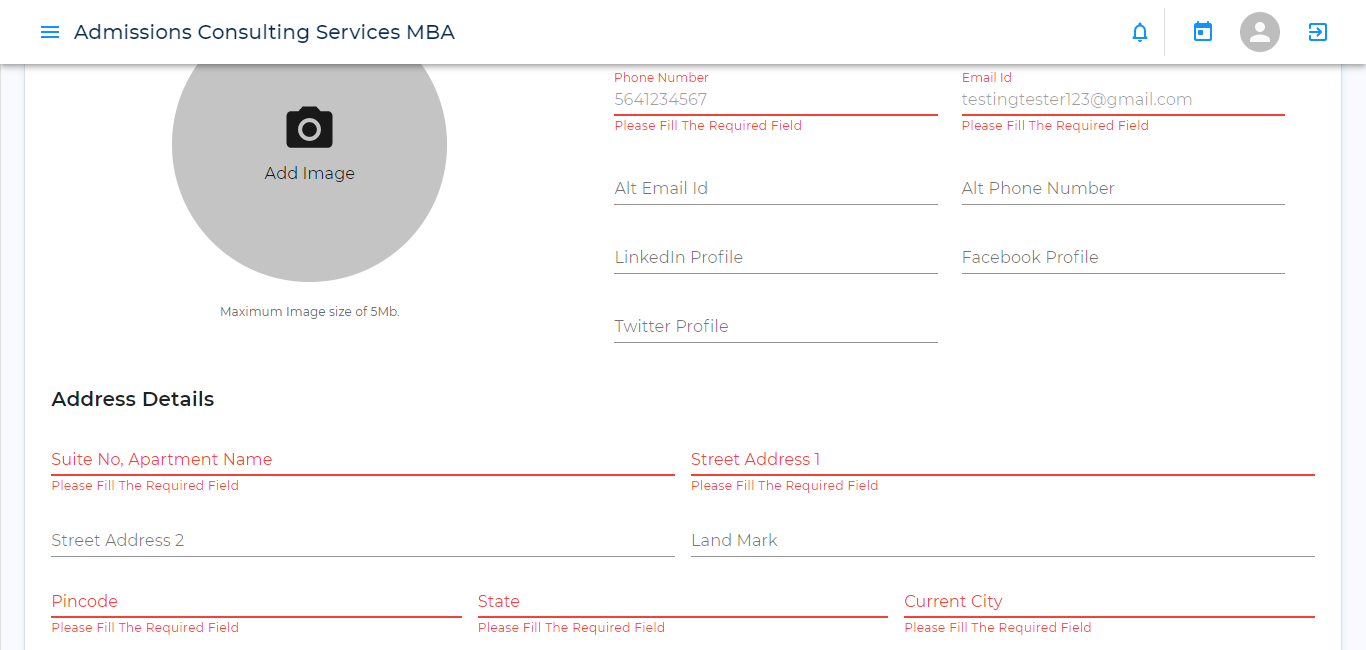 Admissions Consulting Services MBA
Add Image
Maximum Image size of 5Mb.
Phone Number
5641234567
Please Fill The Required Field
Email Id
testingtester123@gmail.com
Please Fill The Required Field
Alt Email Id
Alt Phone Number
LinkedIn Profile
Facebook Profile
Twitter Profile
Address Details
Suite No, Apartment Name
Please Fill The Required Field
Street Address 1
Please Fill The Required Field
Street Address 2
Land Mark
Pincode
Please Fill The Required Field
State
Please Fill The Required Field
Current City
Please Fill The Required Field